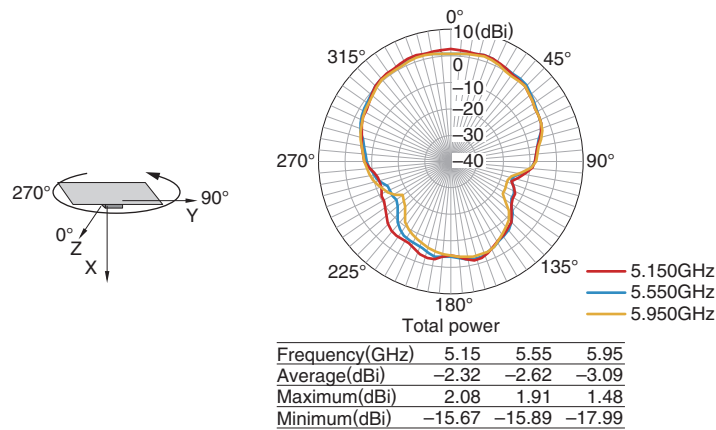 270°
90°
Y
0°
Z
X
0°
10(dBi)
315°
45°
0
–10
–20
–30
–40
270°
90°
225°
135°
180°
Total power
5.150GHz
5.550GHz
5.950GHz
Frequency(GHz) 5.15 5.55 5.95
Average(dBi) –2.32 –2.62 –3.09
Maximum(dBi) 2.08 1.91 1.48
Minimum(dBi) –15.67 –15.89 –17.99